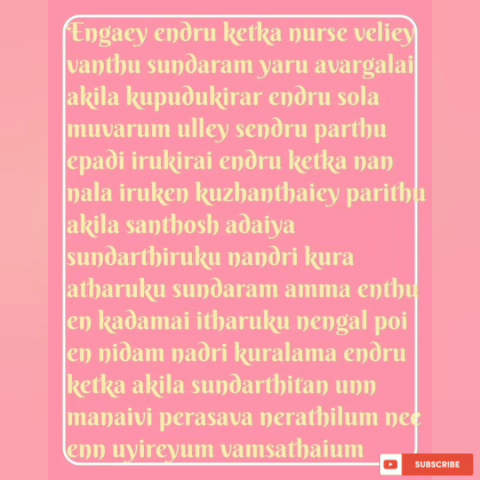 Engaey endru ketka nurse veliey
vanthu sundaram yaru avargalai
akila kupudukirar endru sola
muvarum ulley sendru parthu
epadi irukirai endru ketka nan
nala iruken kuzhanthaiey parithu
akila santhosh adaiya
sundarthiruku nandri kura
atharuku sundaram amma enthu
en kadamai itharuku nengal poi
en nidam nadri kuralama endru
ketka akila sundarthitan unn
manaivi perasava nerathilum nee
enn uyireyum vamsathaium
SUBSCRIBE